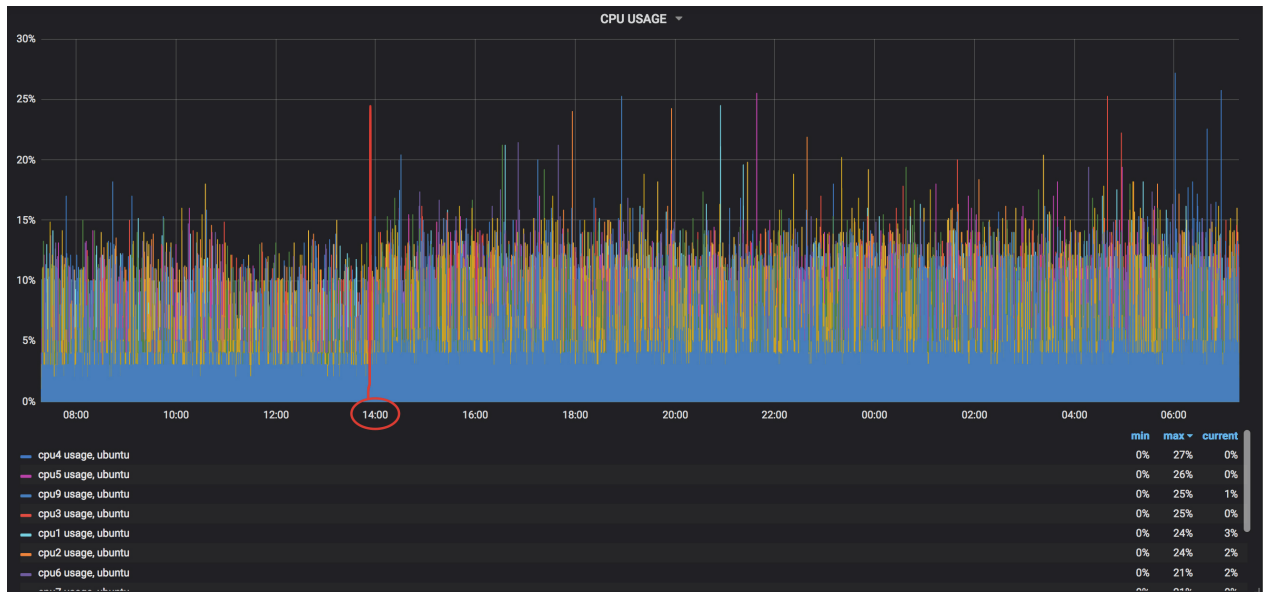 CPU USAGE
30%
25%
20%
15%
10%
5%
0%
08:00 10:00 12:00 14:00 16:00 18:00 20:00 22:00 00:00 02:00 04:00 06:00
min max current
cpu4 usage, ubuntu 0% 27% 0%
cpu5 usage, ubuntu 0% 26% 0%
cpu9 usage, ubuntu 0% 25% 1%
cpu3 usage, ubuntu 0% 25% 0%
cpu1 usage, ubuntu 0% 24% 3%
cpu2 usage, ubuntu 0% 24% 2%
cpu6 usage, ubuntu 0% 21% 2%